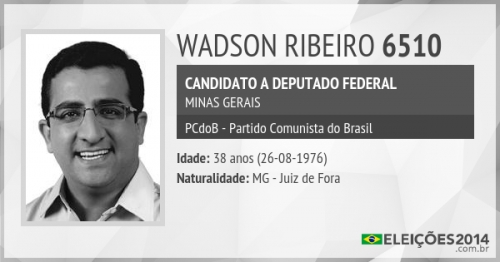 WADSON RIBEIRO 6510
CANDIDATO A DEPUTADO FEDERAL
MINAS GERAIS
PCdoB - Partido Comunista do Brasil
Idade: 38 anos (26-08-1976)
Naturalidade: MG - Juiz de Fora
ELEIÇÕES2014
.com.br